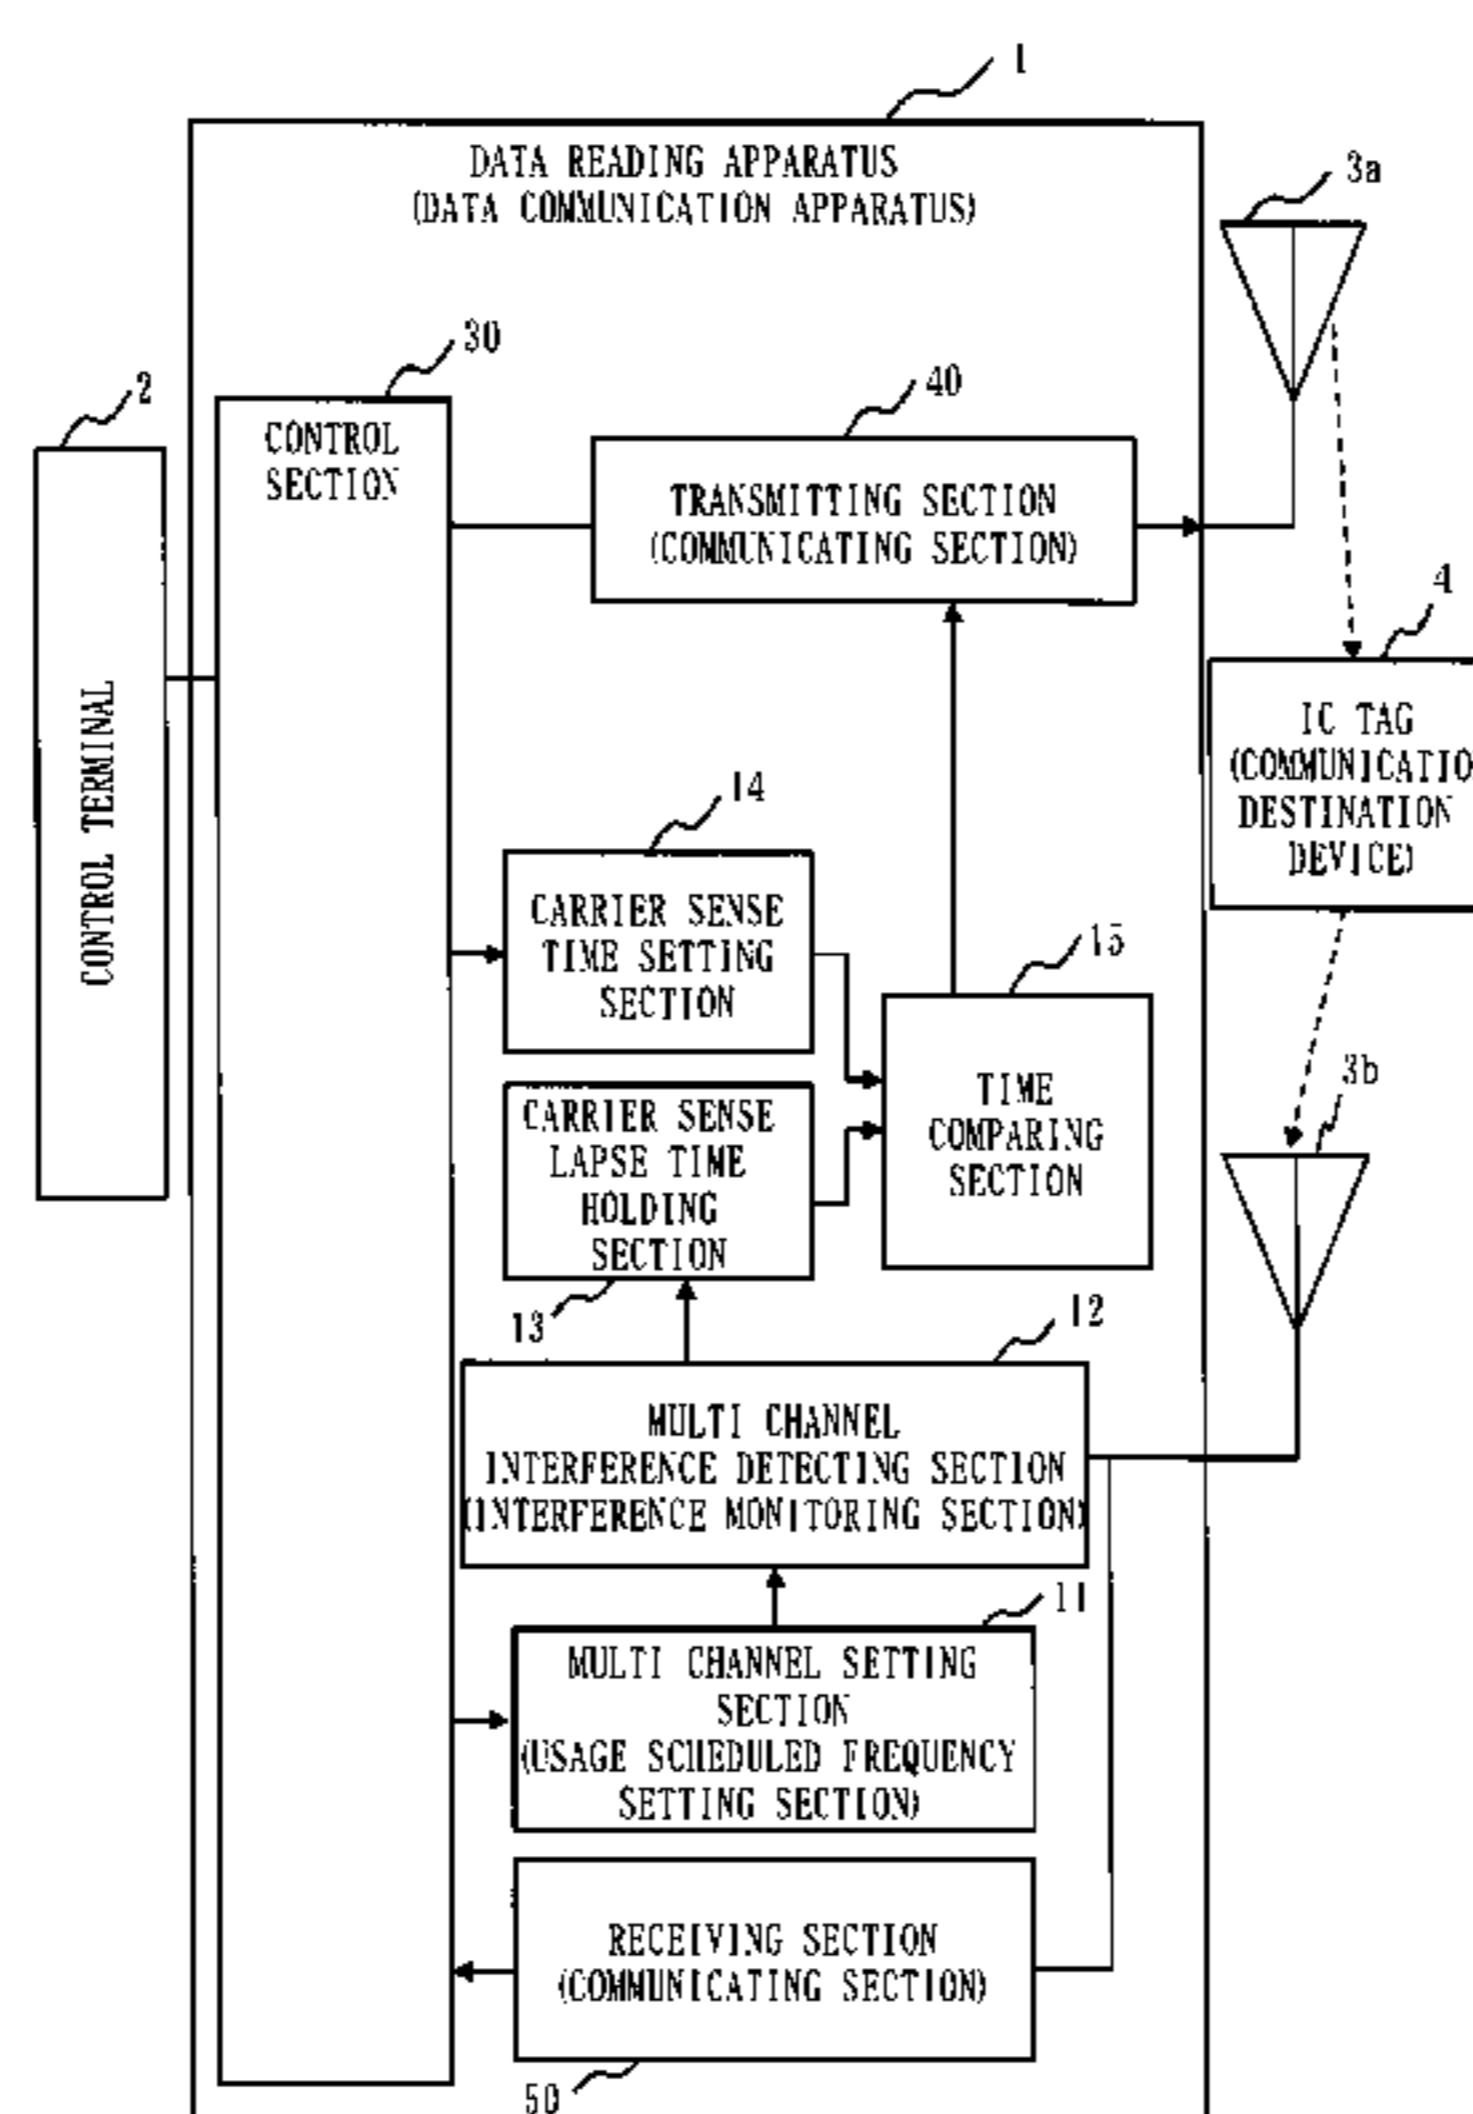 1
DATA READING APPARATUS
(DATA COMMUNICATION APPARATUS)
3a
30
2
40
CONTROL
SECTION
TRANSMITTING SECTION
(COMMUNICATING SECTION)
4
CONTROL TERMINAL
IC TAG
(COMMUNICATIO
DESTINATION
DEVICE)
14
CARRIER SENSE
TIME SETTING
SECTION
15
TIME
COMPARING
SECTION
3b
CARRIER SENSE
LAPSE TIME
HOLDING
SECTION
13
12
MULTI CHANNEL
INTERFERENCE DETECTING SECTION
(INTERFERENCE MONITORING SECTION)
11
MULTI CHANNEL SETTING
SECTION
(USAGE SCHEDULED FREQUENCY
SETTING SECTION)
RECEIVING SECTION
(COMMUNICATING SECTION)
50